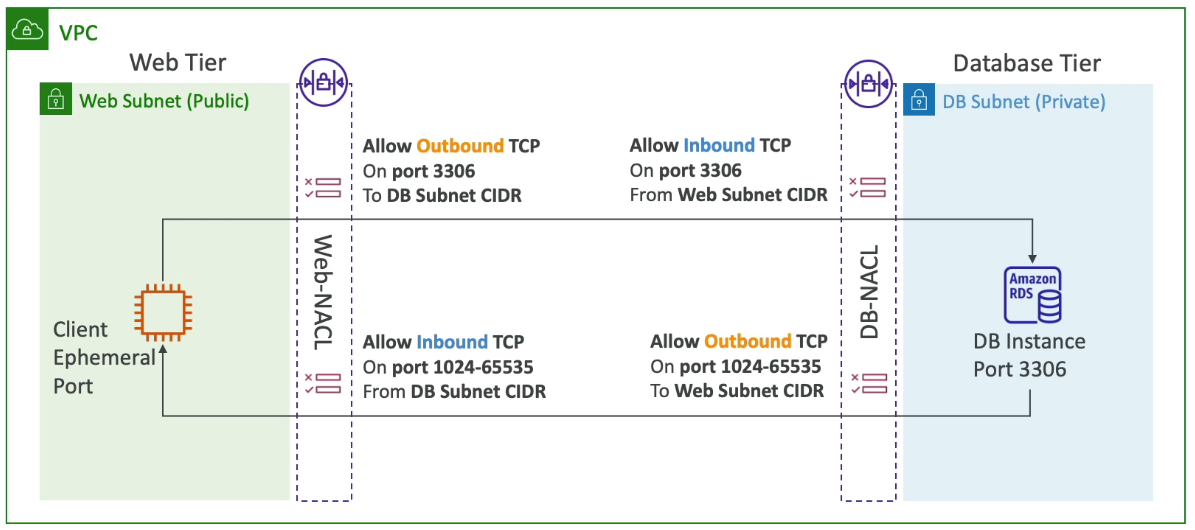 VPC
Web Tier
Web Subnet (Public)
Allow Outbound TCP
On port 3306
To DB Subnet CIDR
Allow Inbound TCP
On port 3306
From Web Subnet CIDR
Database Tier
DB Subnet (Private)
Web-NACL
DB-NACL
Client
Ephemeral
Port
Allow Inbound TCP
On port 1024-65535
From DB Subnet CIDR
Allow Outbound TCP
On port 1024-65535
To Web Subnet CIDR
Amazon
RDS
DB Instance
Port 3306